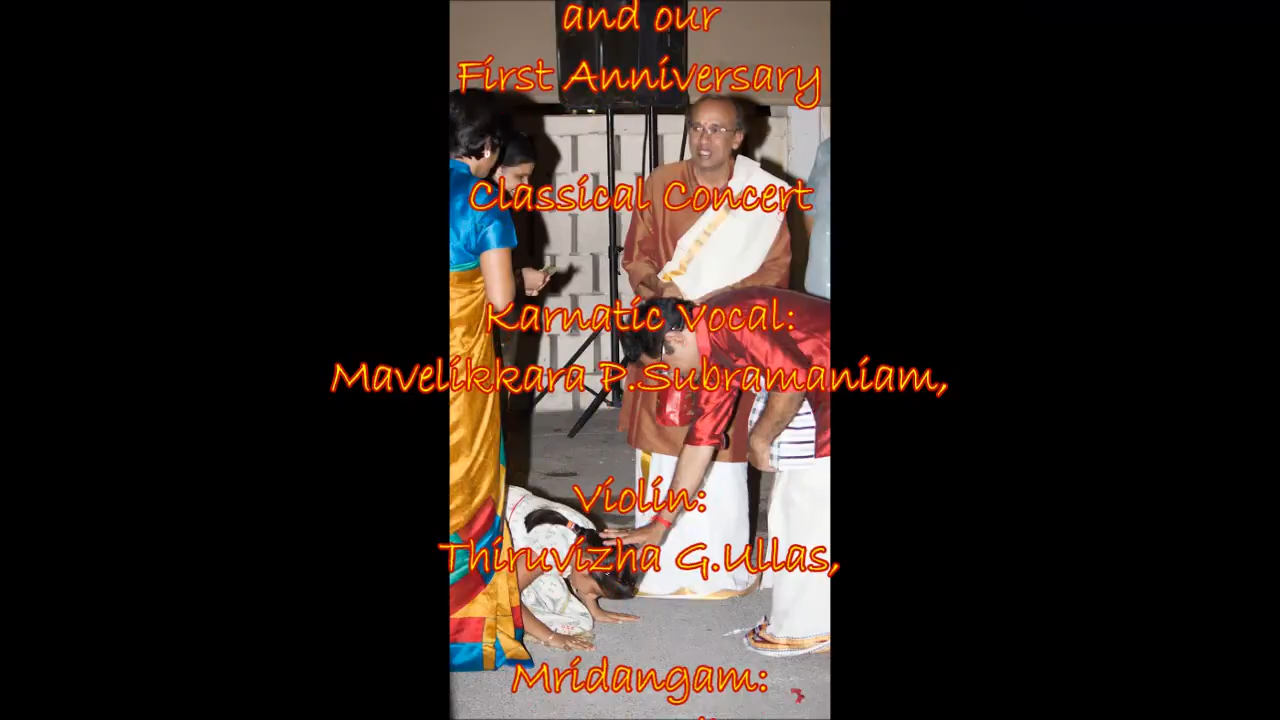 and our
First Anniversary
Classical Concert
Karnatic Vocal:
Mavelikkara P.Subramaniam,
Violin:
Thiruvizha G.Ullas,
Mridangam: